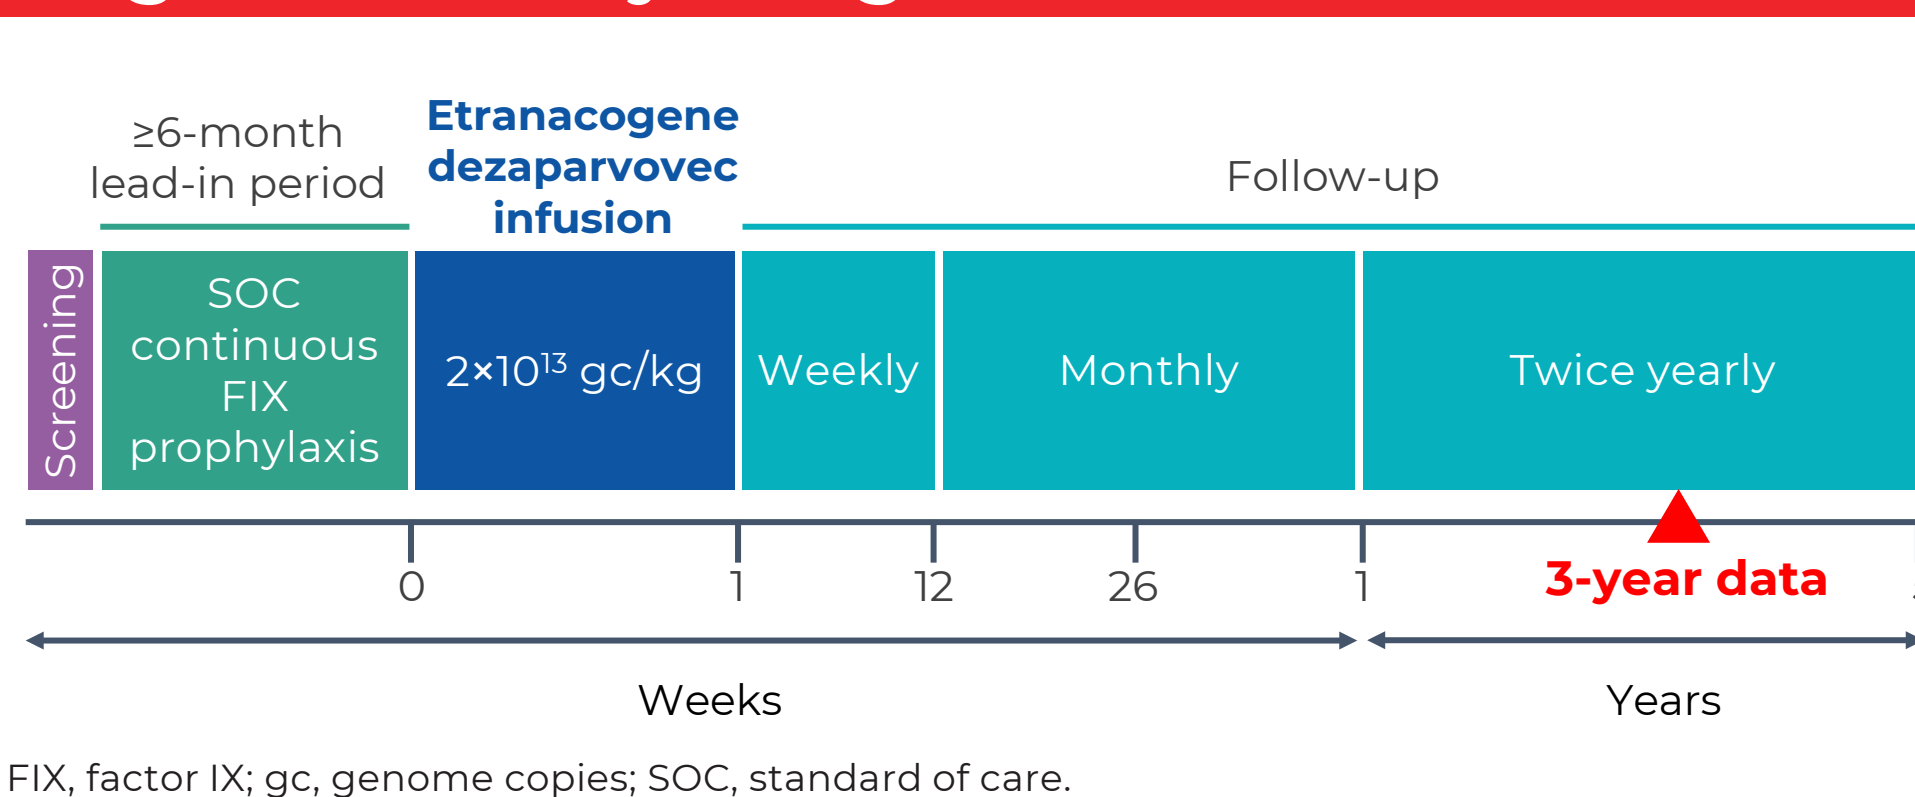 ≥6-month
lead-in period
Etranacogene
dezaparvovec
infusion
Follow-up
Screening
SOC
continuous
FIX
prophylaxis
2×10¹³ gc/kg
Weekly
Monthly
Twice yearly
0
1
12
26
1
3-year data
Weeks
Years
FIX, factor IX; gc, genome copies; SOC, standard of care.